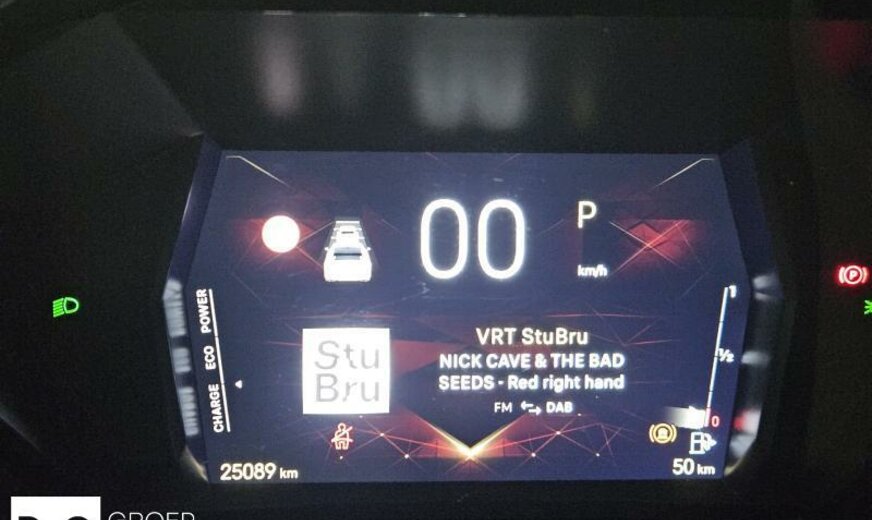 00
P
km/h
POWER
ECO
CHARGE
1
1/2
0
Stu
Bru
VRT StuBru
NICK CAVE & THE BAD
SEEDS - Red right hand
FM DAB
25089 km
50 km
P
GROEP